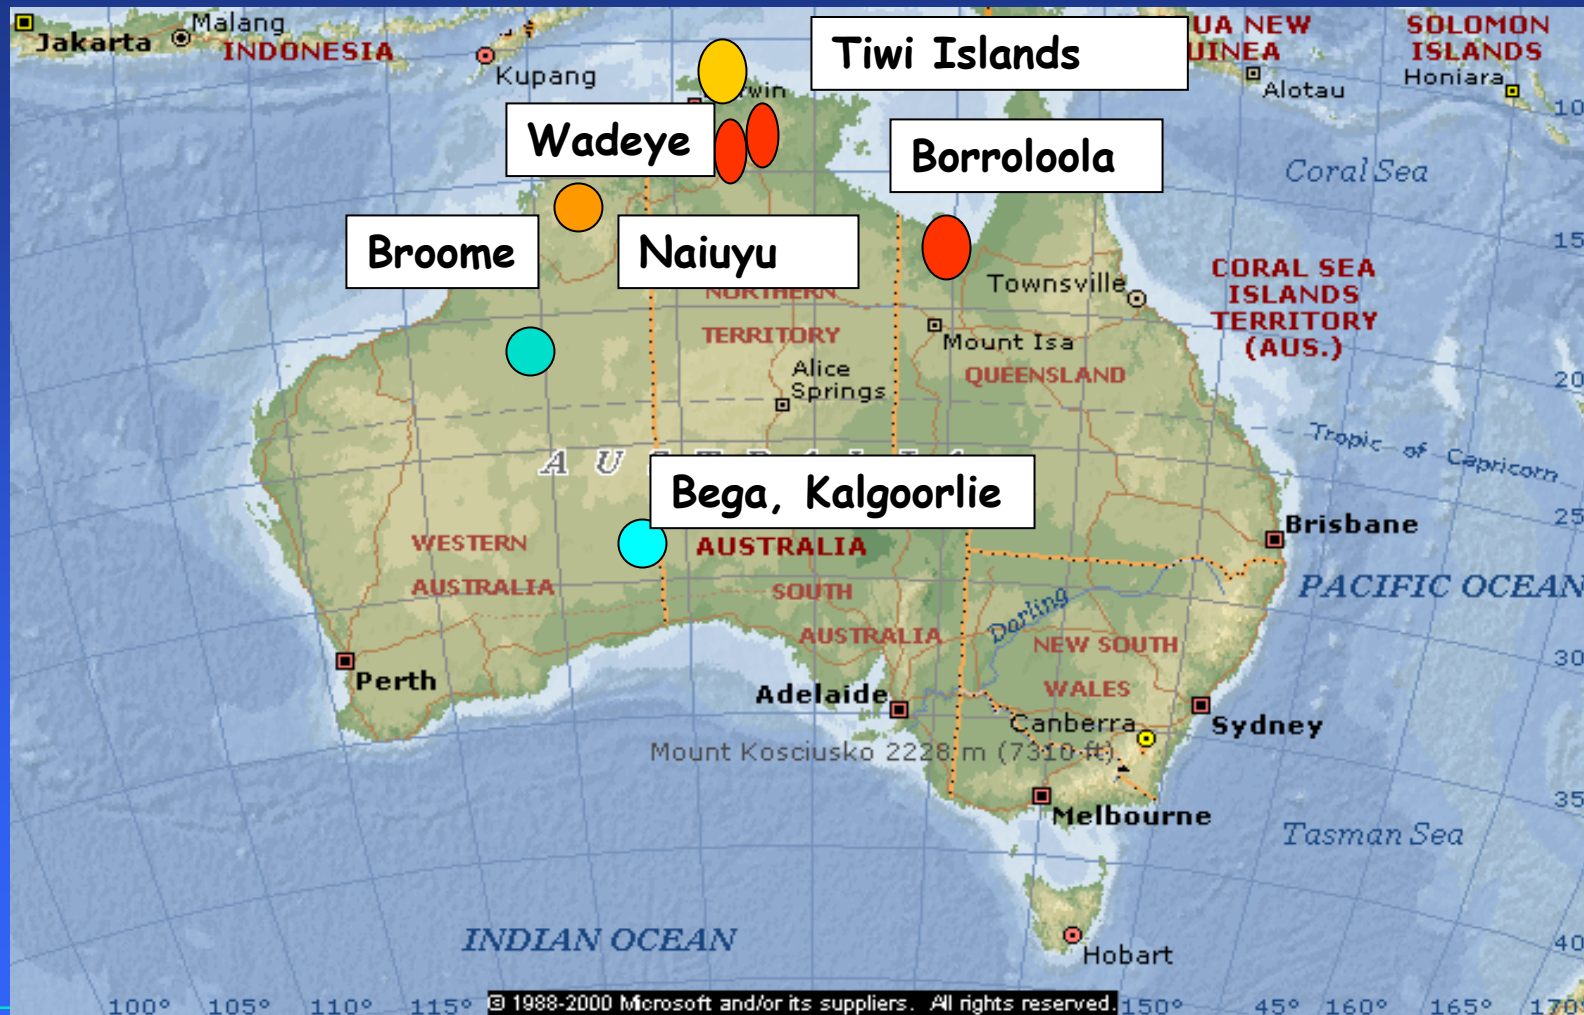 Malang
Jakarta
INDONESIA
Kupang
Tiwi Islands
UA NEW
UINEA
Alotau
SOLOMON
ISLANDS
Honiara
10
Wadeye
Borroloola
Coral Sea
15
Broome
Naiuyu
NORTHERN
TERRITORY
Townsville
CORAL SEA
ISLANDS
TERRITORY
(AUS.)
Mount Isa
QUEENSLAND
Alice
Springs
20
Tropic of Capricorn
Bega, Kalgoorlie
25
Brisbane
WESTERN
AUSTRALIA
AUSTRALIA
SOUTH
AUSTRALIA
PACIFIC OCEAN
Darling
NEW SOUTH
WALES
30
Perth
Adelaide
Canberra
Sydney
Mount Kosciusko 2228 m (7310 ft).
35
Melbourne
Tasman Sea
INDIAN OCEAN
Hobart
40
100° 105° 110° 115° © 1988-2000 Microsoft and/or its suppliers. All rights reserved. 150° 45° 160° 165° 170°